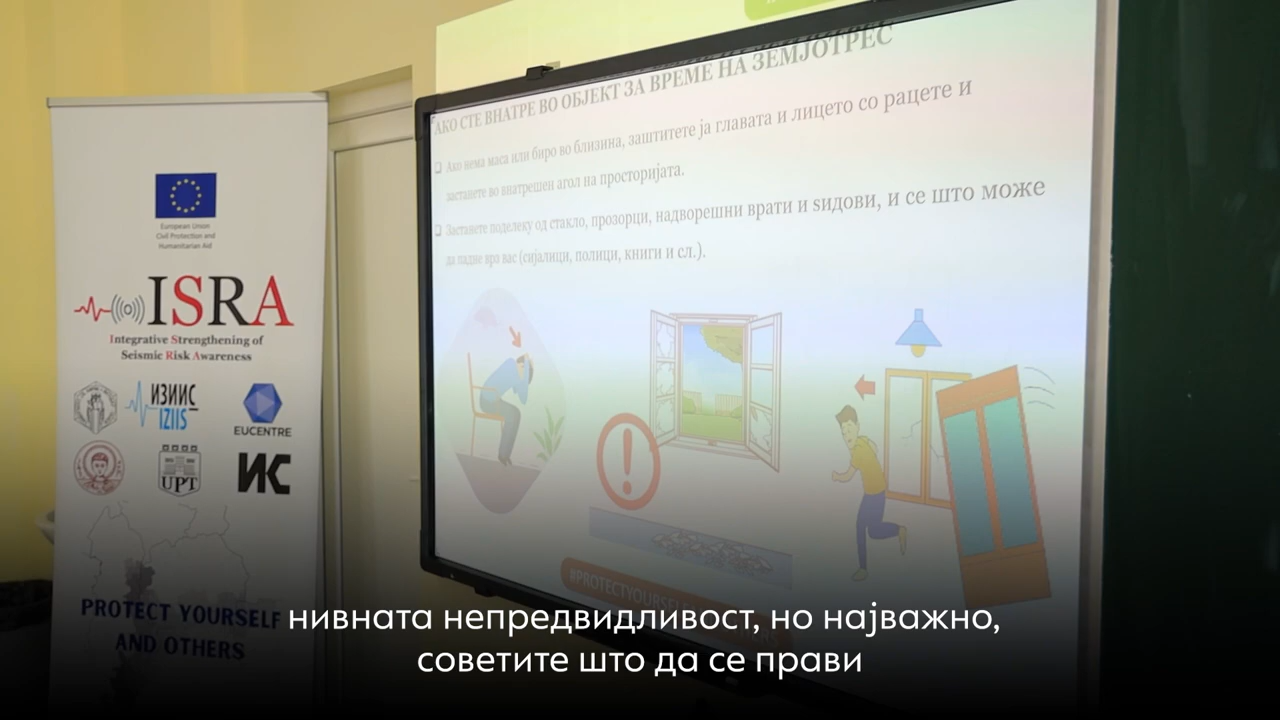 European Union
Civil Protection and
Humanitarian Aid
ISRA
Integrative Strengthening of
Seismic Risk Awareness
ИЗИИС
IZIIS
EUCENTRE
UPT
ИС
PROTECT YOURSELF
AND OTHERS
АКО СТЕ ВНАТРЕ ВО ОБЈЕКТ ЗА ВРЕМЕ НА ЗЕМЈОТРЕС
❑ Ако нема маса или биро во близина, заштитете ја главата и лицето со рацете и
застанете во внатрешен агол на просторијата.
❑ Застанете подалеку од стакло, прозорци, надворешни врати и ѕидови, и се што може
да падне врз вас (сијалици, полици, книги и сл.).
#PROTECTYOURSELF
нивната непредвидливост, но најважно,
советите што да се прави